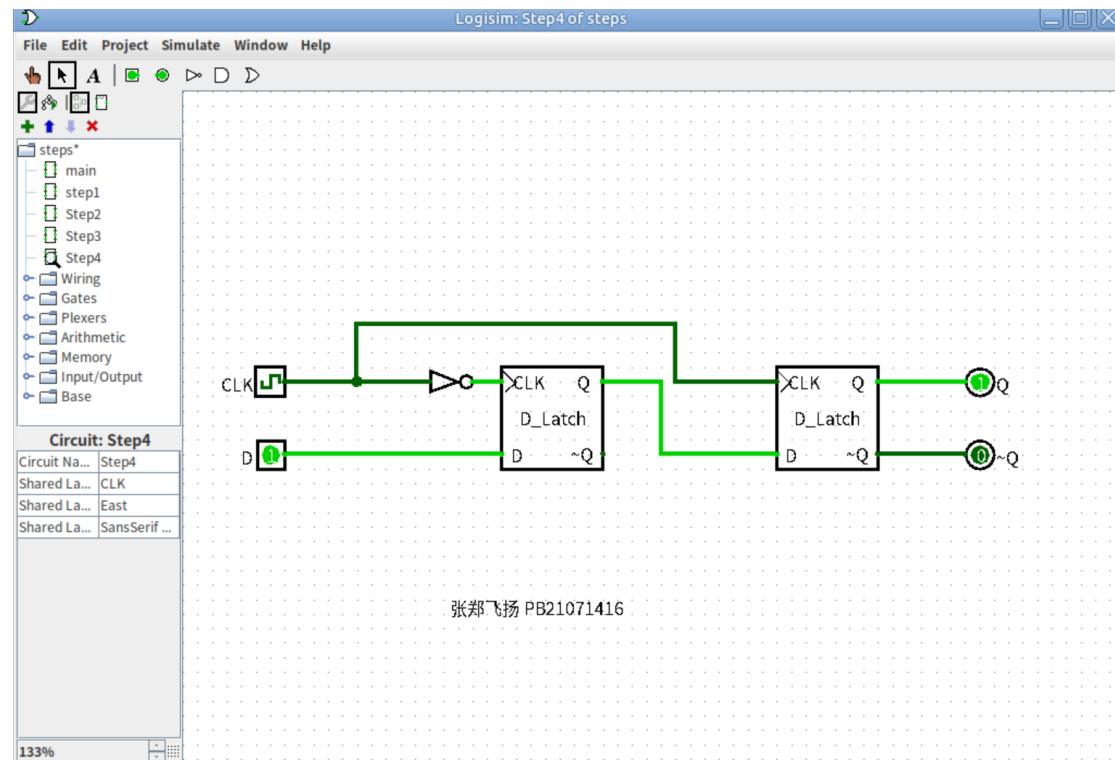 Logisim: Step4 of steps
File Edit Project Simulate Window Help
A
steps*
main
step1
Step2
Step3
Step4
Wiring
Gates
Plexers
Arithmetic
Memory
Input/Output
Base
Circuit: Step4
Circuit Na... Step4
Shared La... CLK
Shared La... East
Shared La... SansSerif ...
133%
CLK CLK Q CLK Q 1 Q
D_Latch D_Latch
D 1 D ~Q D ~Q 0 ~Q
张郑飞扬 PB21071416